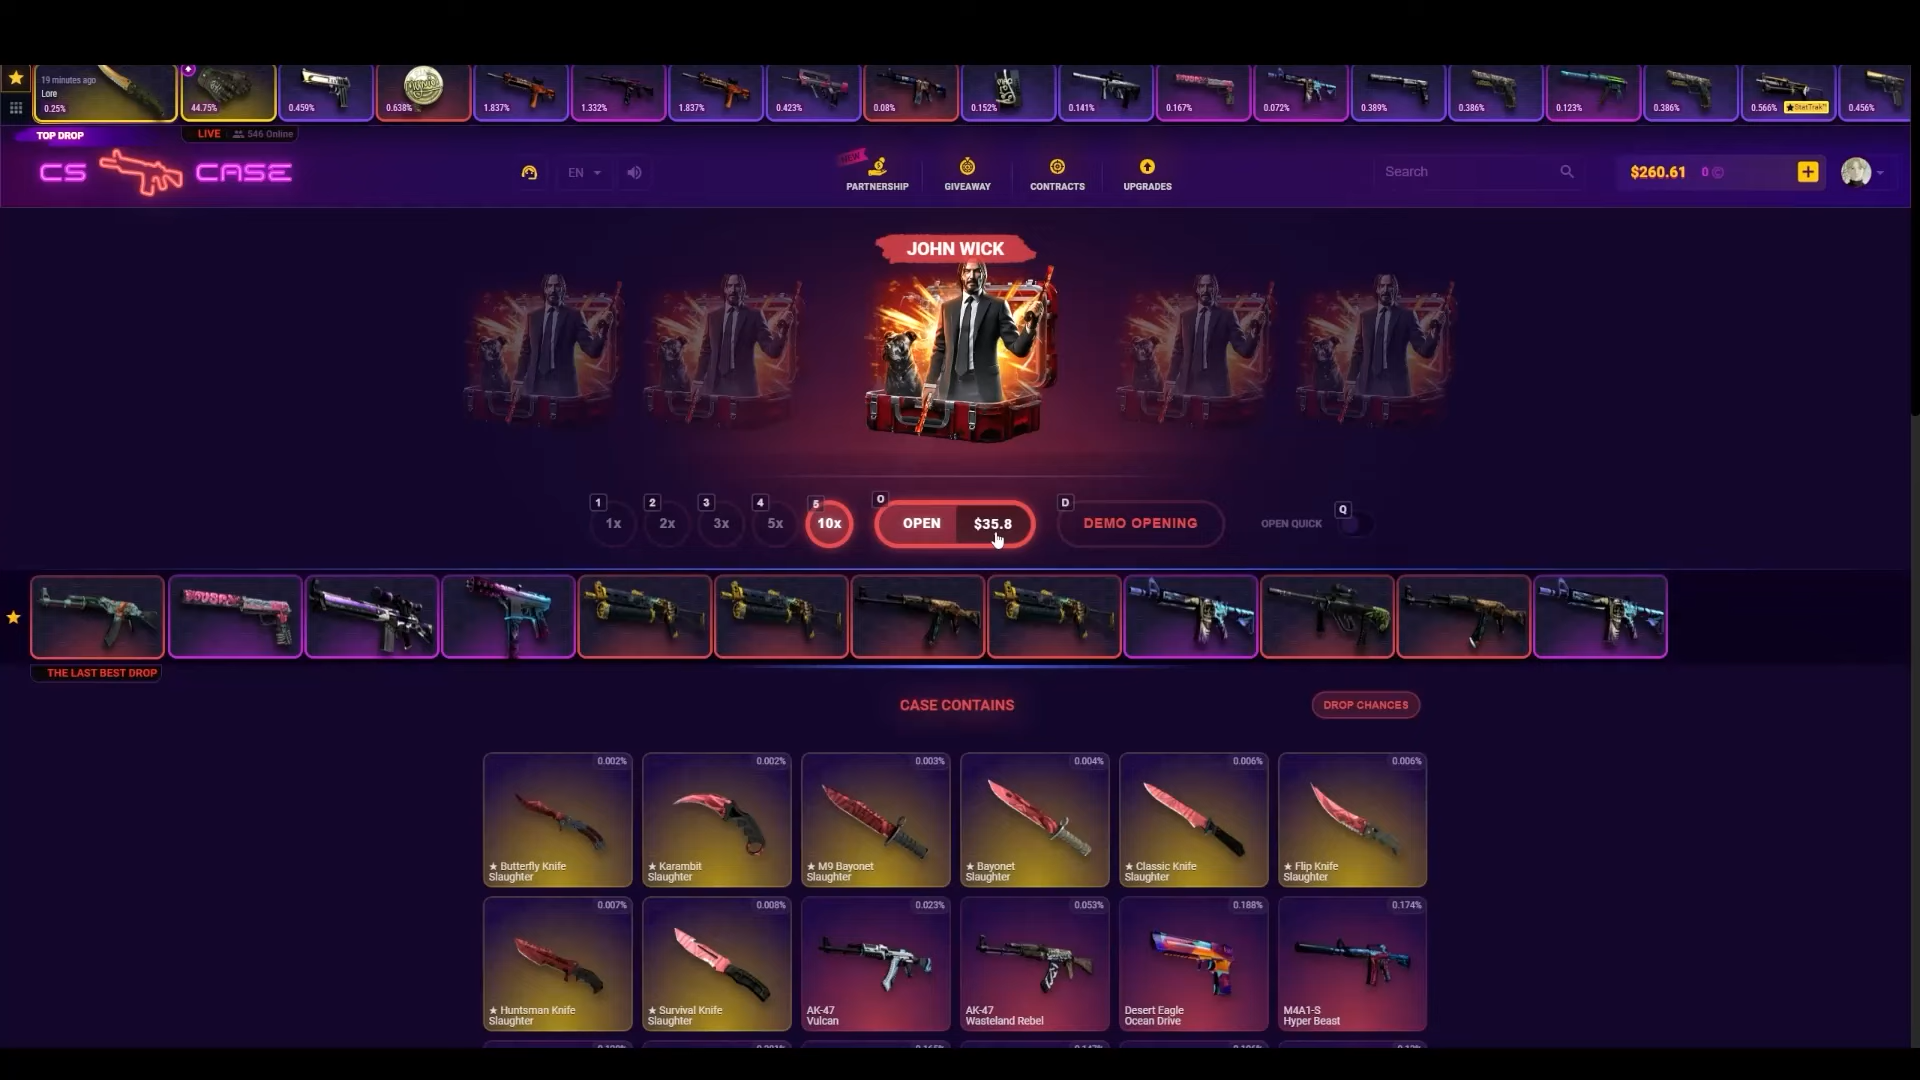 19 minutes ago
Lore
0.25%
44.75%
0.459%
0.638%
1.837%
1.332%
1.837%
0.423%
0.08%
0.152%
0.141%
0.167%
0.072%
0.389%
0.386%
0.123%
0.386%
0.566%
★StatTrak™
0.456%
TOP DROP
LIVE
546 Online
CS CASE
EN
NEW
PARTNERSHIP
GIVEAWAY
CONTRACTS
UPGRADES
Search
$260.61
0
JOHN WICK
1
1x
2
2x
3
3x
4
5x
5
10x
O
OPEN
$35.8
D
DEMO OPENING
OPEN QUICK
Q
THE LAST BEST DROP
CASE CONTAINS
DROP CHANCES
0.002%
★ Butterfly Knife
Slaughter
0.002%
★ Karambit
Slaughter
0.003%
★ M9 Bayonet
Slaughter
0.004%
★ Bayonet
Slaughter
0.006%
★ Classic Knife
Slaughter
0.006%
★ Flip Knife
Slaughter
0.007%
★ Huntsman Knife
Slaughter
0.008%
★ Survival Knife
Slaughter
0.023%
AK-47
Vulcan
0.053%
AK-47
Wasteland Rebel
0.188%
Desert Eagle
Ocean Drive
0.174%
M4A1-S
Hyper Beast